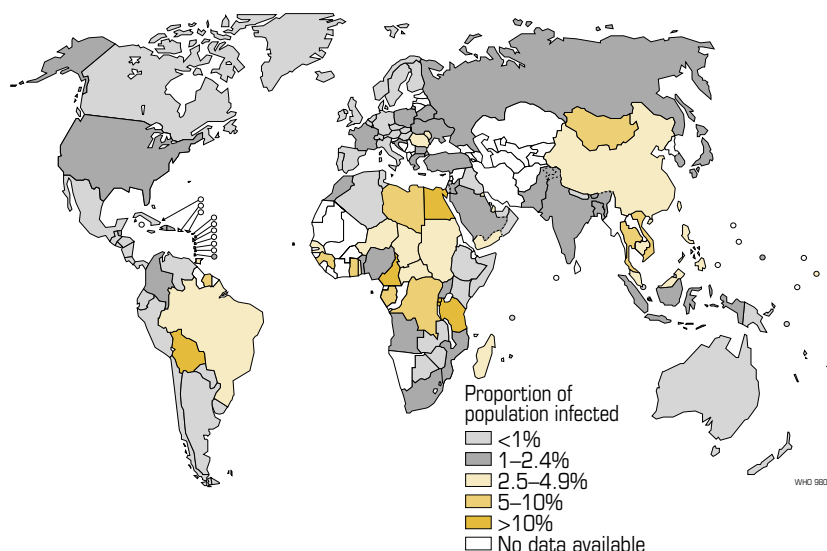 Proportion of
population infected
<1%
1–2.4%
2.5–4.9%
5–10%
>10%
No data available
WHO 980